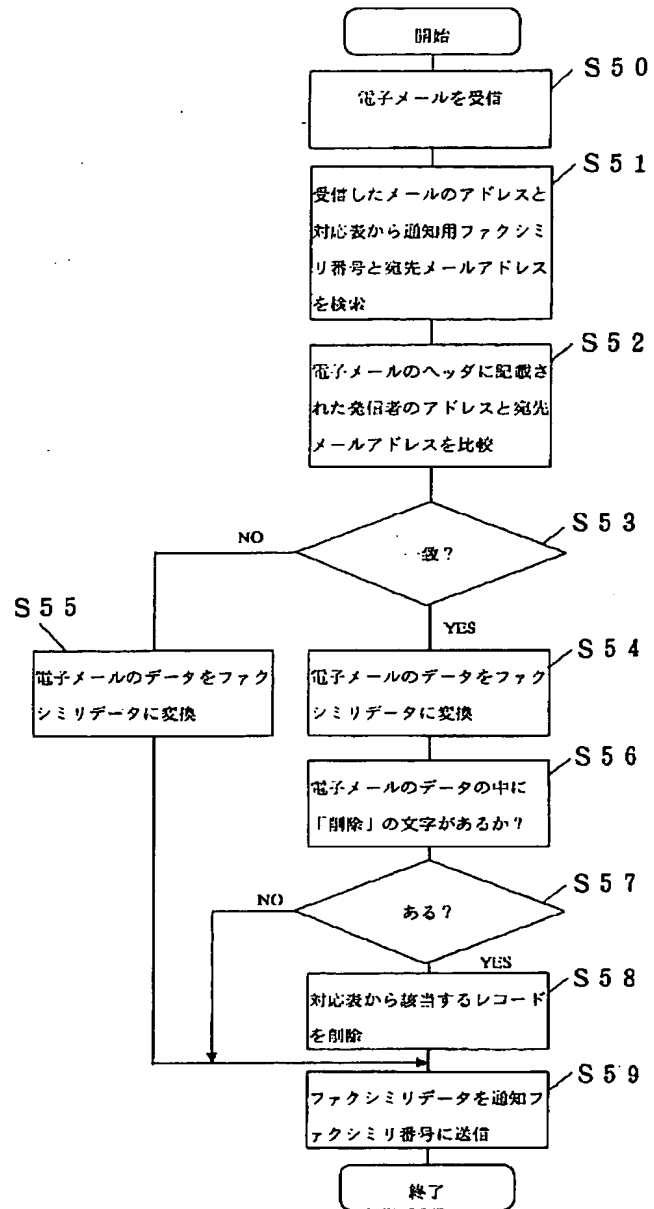 開始
S50
電子メールを受信
S51
受信したメールのアドレスと
対応表から通知用ファクシミ
リ番号と宛先メールアドレス
を検索
S52
電子メールのヘッダに記載さ
れた発信者のアドレスと宛先
メールアドレスを比較
S53
一致?
NO
YES
S55
電子メールのデータをファク
シミリデータに変換
S54
電子メールのデータをファク
シミリデータに変換
S56
電子メールのデータの中に
「削除」の文字があるか?
S57
ある?
NO
YES
S58
対応表から該当するレコード
を削除
S59
ファクシミリデータを通知フ
ァクシミリ番号に送信
終了